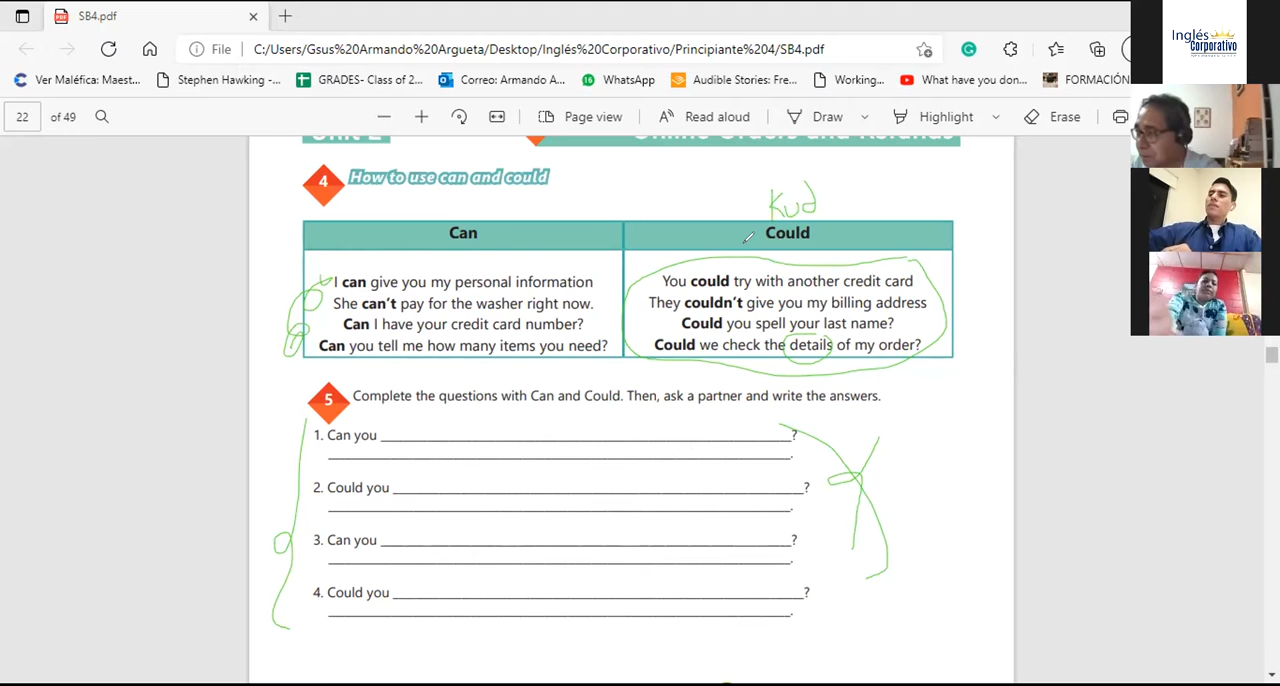 SB4.pdf
File C:/Users/Gsus%20Armando%20Argueta/Desktop/Inglés%20Corporativo/Principiante%204/SB4.pdf
Inglés Corporativo
Ver Maléfica: Maest... Stephen Hawking -... GRADES- Class of 2... Correo: Armando A... WhatsApp Audible Stories: Fre... Working... What have you don... FORMACIÓN
22 of 49 Page view Read aloud Draw Highlight Erase
Unit 2 Online Orders and Refunds
4 How to use can and could
Kud
Can Could
I can give you my personal information You could try with another credit card
She can't pay for the washer right now. They couldn't give you my billing address
Can I have your credit card number? Could you spell your last name?
Can you tell me how many items you need? Could we check the details of my order?
5 Complete the questions with Can and Could. Then, ask a partner and write the answers.
1. Can you ?
.
2. Could you ?
.
3. Can you ?
.
4. Could you ?
.